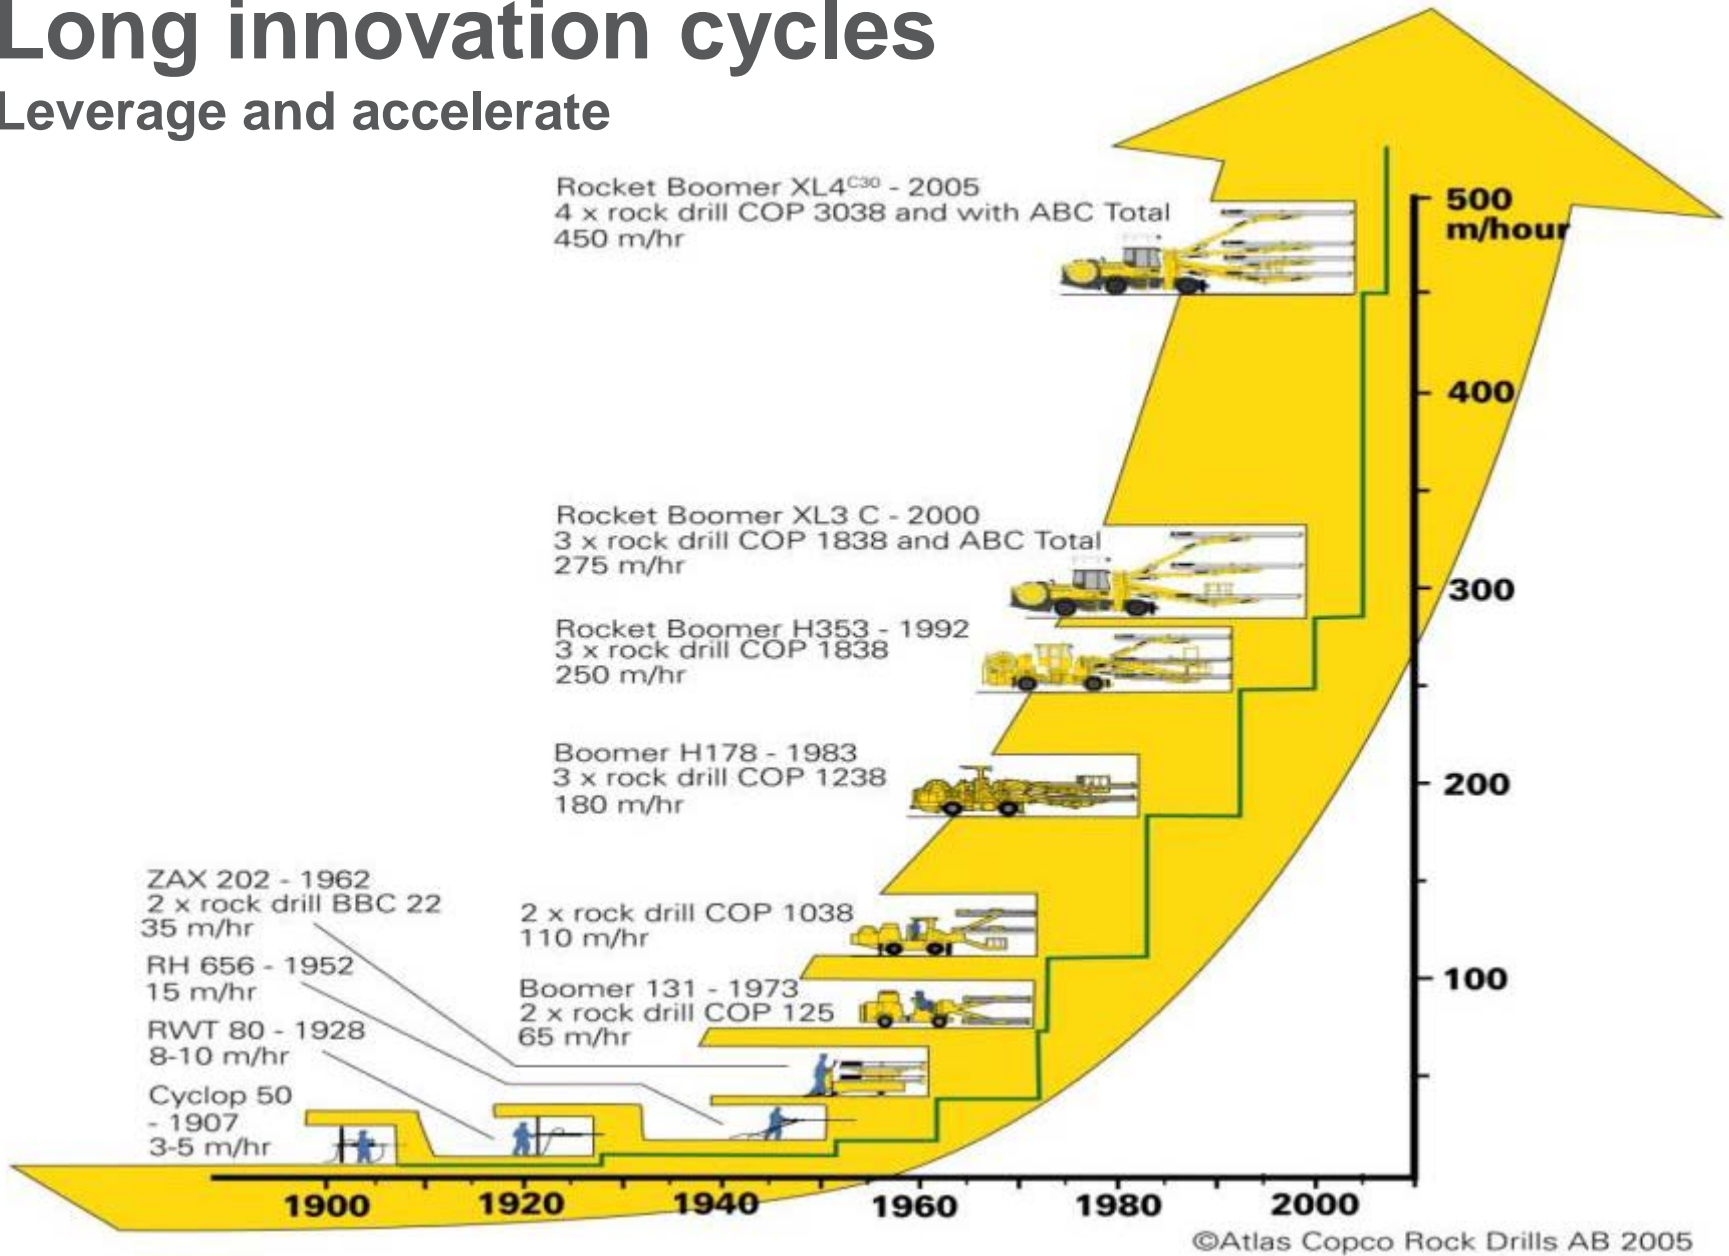 Long innovation cycles
Leverage and accelerate
Rocket Boomer XL4C30 - 2005
4 x rock drill COP 3038 and with ABC Total
450 m/hr
Rocket Boomer XL3 C - 2000
3 x rock drill COP 1838 and ABC Total
275 m/hr
Rocket Boomer H353 - 1992
3 x rock drill COP 1838
250 m/hr
Boomer H178 - 1983
3 x rock drill COP 1238
180 m/hr
2 x rock drill COP 1038
110 m/hr
Boomer 131 - 1973
2 x rock drill COP 125
65 m/hr
ZAX 202 - 1962
2 x rock drill BBC 22
35 m/hr
RH 656 - 1952
15 m/hr
RWT 80 - 1928
8-10 m/hr
Cyclop 50
- 1907
3-5 m/hr
500
m/hour
400
300
200
100
1900 1920 1940 1960 1980 2000
©Atlas Copco Rock Drills AB 2005